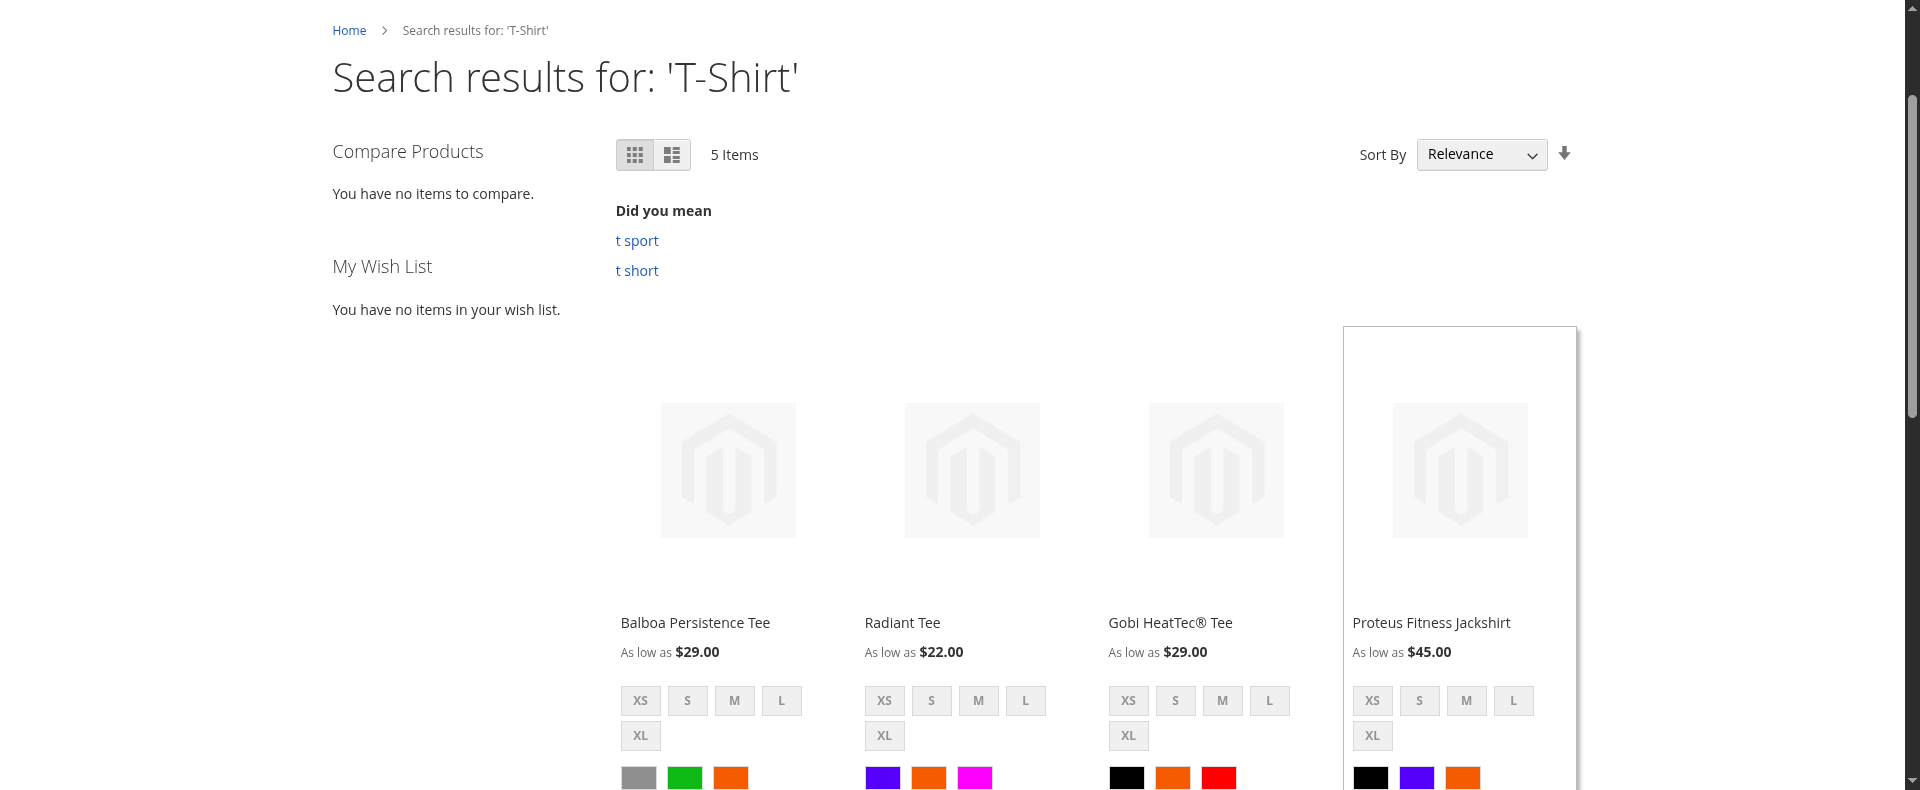 Home > Search results for: 'T-Shirt'
Search results for: 'T-Shirt'
Compare Products
You have no items to compare.
My Wish List
You have no items in your wish list.
5 Items
Sort By Relevance
Did you mean
t sport
t short
Balboa Persistence Tee
As low as $29.00
XS S M L
XL
Radiant Tee
As low as $22.00
XS S M L
XL
Gobi HeatTec® Tee
As low as $29.00
XS S M L
XL
Proteus Fitness Jackshirt
As low as $45.00
XS S M L
XL